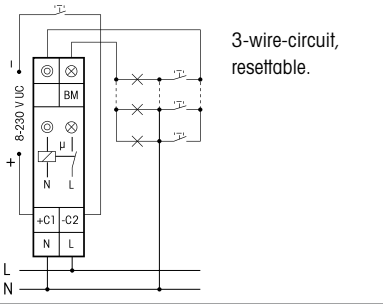 3-wire-circuit,
resettable.
8-230 V UC
–
+
BM
µ
N L
+C1 -C2
N L
L
N